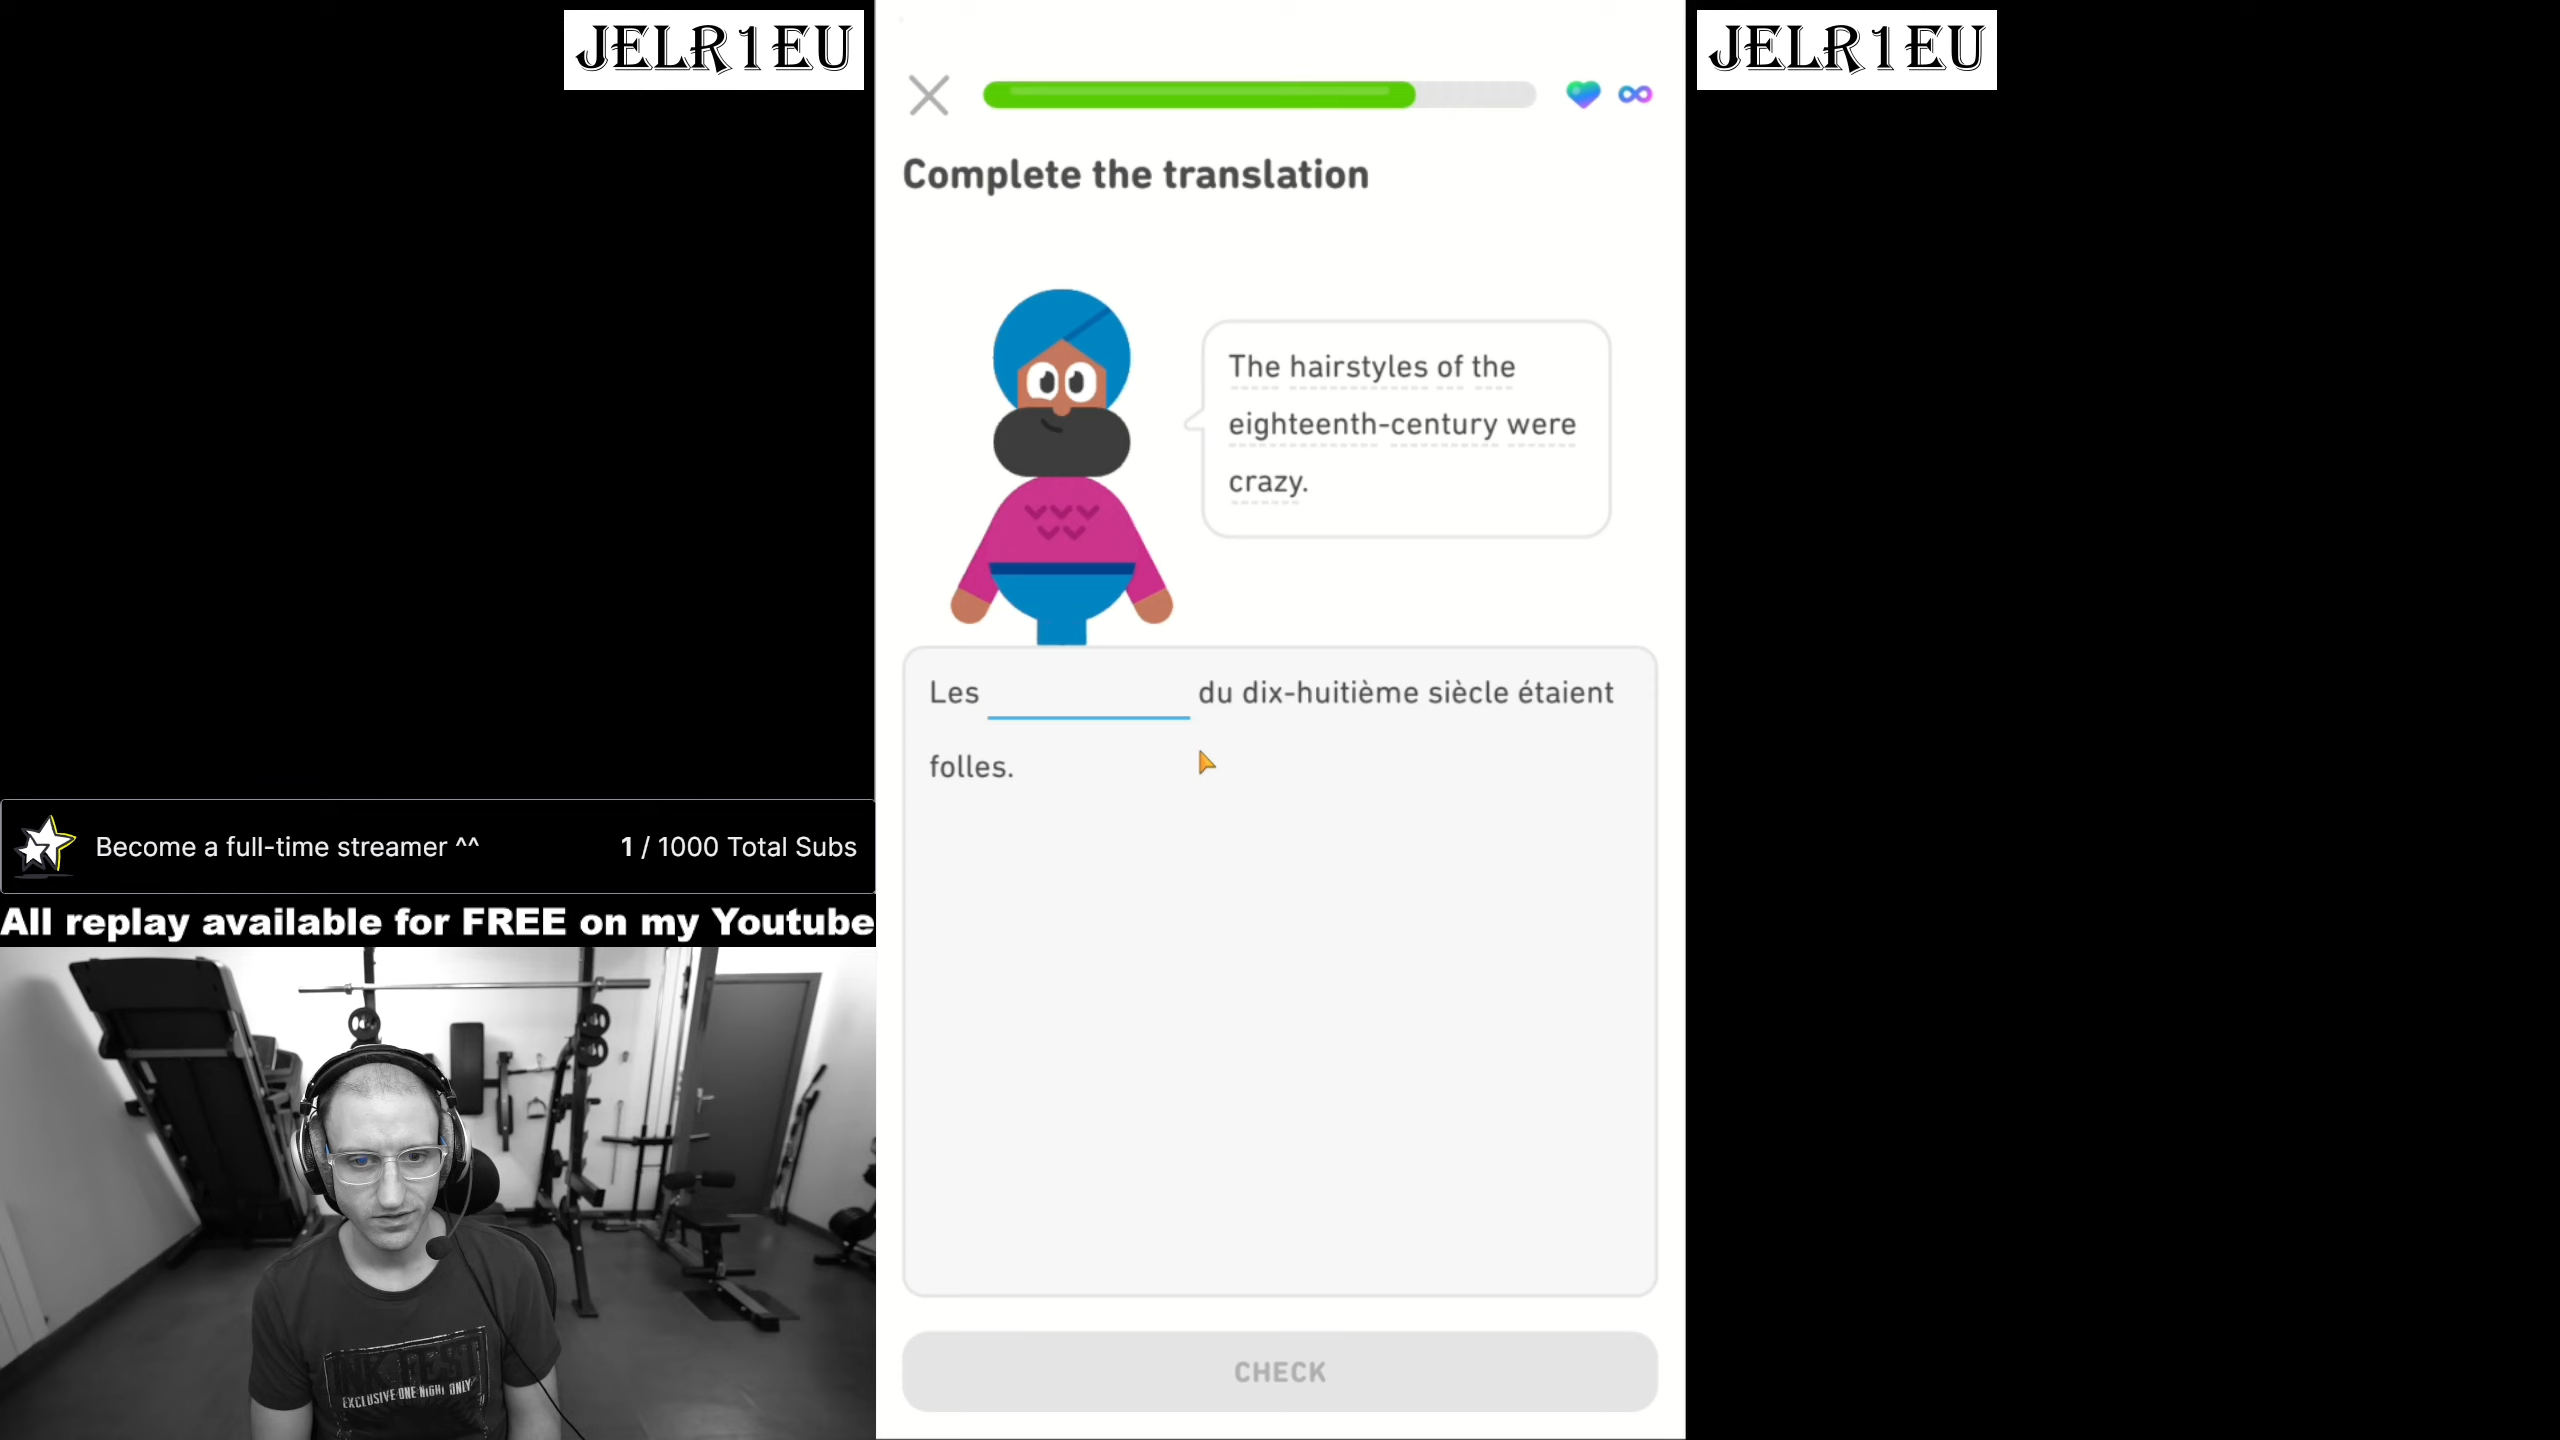 JELR1EU
JELR1EU
Complete the translation
The hairstyles of the
eighteenth-century were
crazy.
Les du dix-huitième siècle étaient
folles.
CHECK
Become a full-time streamer ^^ 1 / 1000 Total Subs
All replay available for FREE on my Youtube
EXCLUSIVE ONE NIGHT ONLY